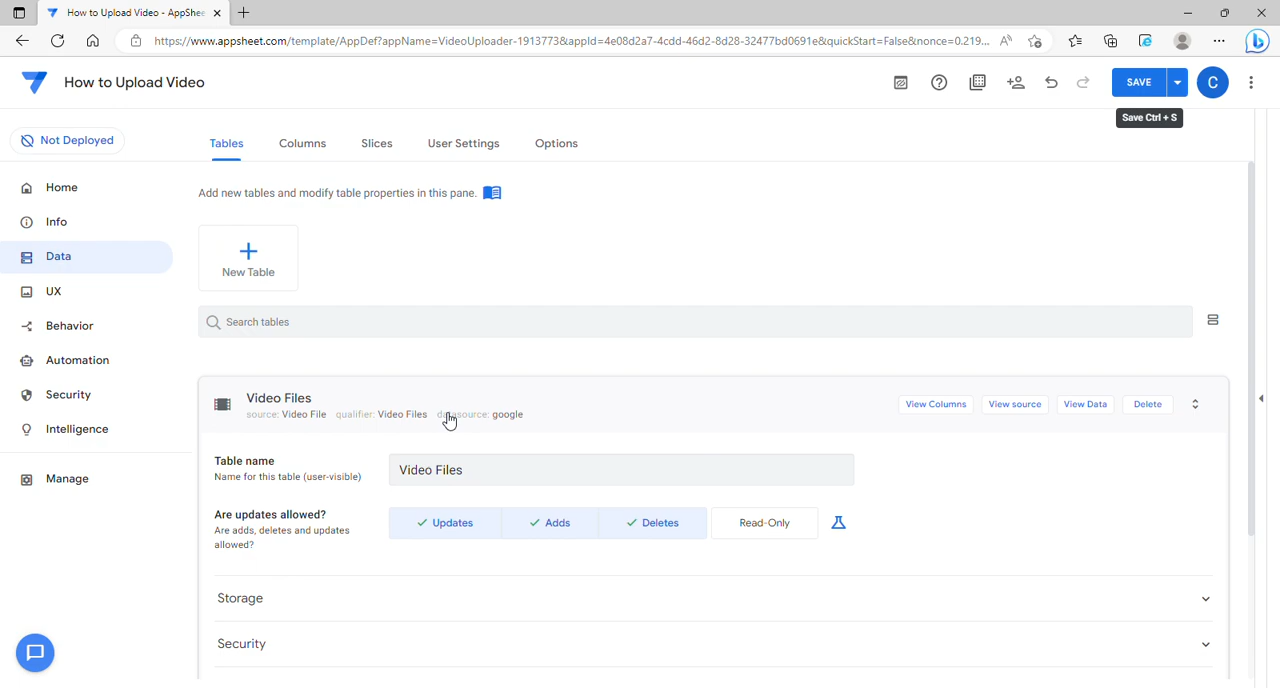 How to Upload Video - AppShee
https://www.appsheet.com/template/AppDef?appName=VideoUploader-1913773&appId=4e08d2a7-4cdd-46d2-8d28-32477bd0691e&quickStart=False&nonce=0.219...
How to Upload Video
SAVE
C
Save Ctrl + S
Not Deployed
Tables
Columns
Slices
User Settings
Options
Home
Info
Data
UX
Behavior
Automation
Security
Intelligence
Manage
Add new tables and modify table properties in this pane.
New Table
Search tables
Video Files
source: Video File qualifier: Video Files datasource: google
View Columns
View source
View Data
Delete
Table name
Name for this table (user-visible)
Video Files
Are updates allowed?
Are adds, deletes and updates
allowed?
Updates
Adds
Deletes
Read-Only
Storage
Security